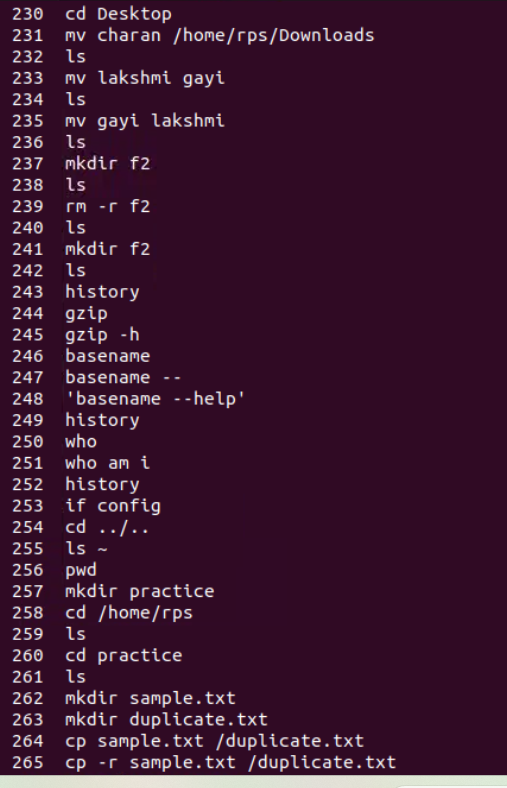 230 cd Desktop
231 mv charan /home/rps/Downloads
232 ls
233 mv lakshmi gayi
234 ls
235 mv gayi lakshmi
236 ls
237 mkdir f2
238 ls
239 rm -r f2
240 ls
241 mkdir f2
242 ls
243 history
244 gzip
245 gzip -h
246 basename
247 basename --
248 'basename --help'
249 history
250 who
251 who am i
252 history
253 if config
254 cd ../..
255 ls ~
256 pwd
257 mkdir practice
258 cd /home/rps
259 ls
260 cd practice
261 ls
262 mkdir sample.txt
263 mkdir duplicate.txt
264 cp sample.txt /duplicate.txt
265 cp -r sample.txt /duplicate.txt